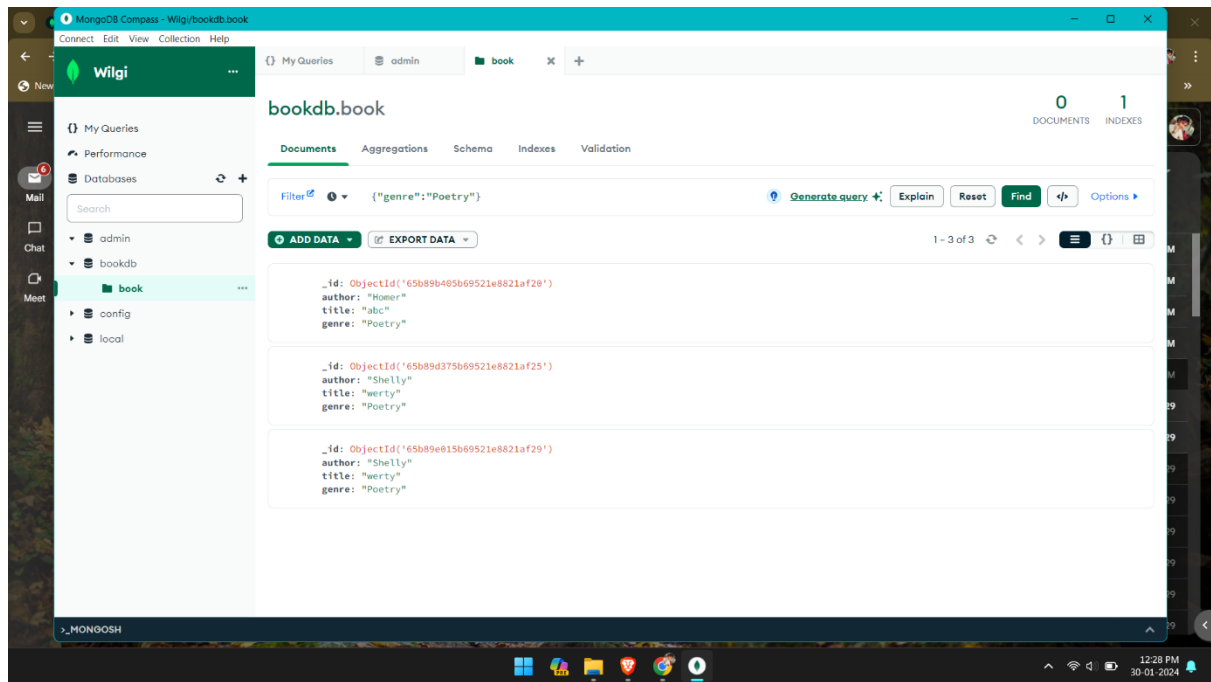 MongoDB Compass - Wilgi/bookdb.book
Connect Edit View Collection Help
New
Wilgi
{} My Queries
admin
book
bookdb.book
0 DOCUMENTS
1 INDEXES
{} My Queries
Performance
Databases
Search
admin
bookdb
book
config
local
6
Mail
Chat
Meet
Documents Aggregations Schema Indexes Validation
Filter {"genre":"Poetry"} Generate query Explain Reset Find </> Options
ADD DATA EXPORT DATA 1 – 3 of 3 {}
_id: ObjectId('65b89b405b69521e8821af20')
author: "Homer"
title: "abc"
genre: "Poetry"
_id: ObjectId('65b89d375b69521e8821af25')
author: "Shelly"
title: "werty"
genre: "Poetry"
_id: ObjectId('65b89e015b69521e8821af29')
author: "Shelly"
title: "werty"
genre: "Poetry"
>_MONGOSH
12:28 PM
30-01-2024